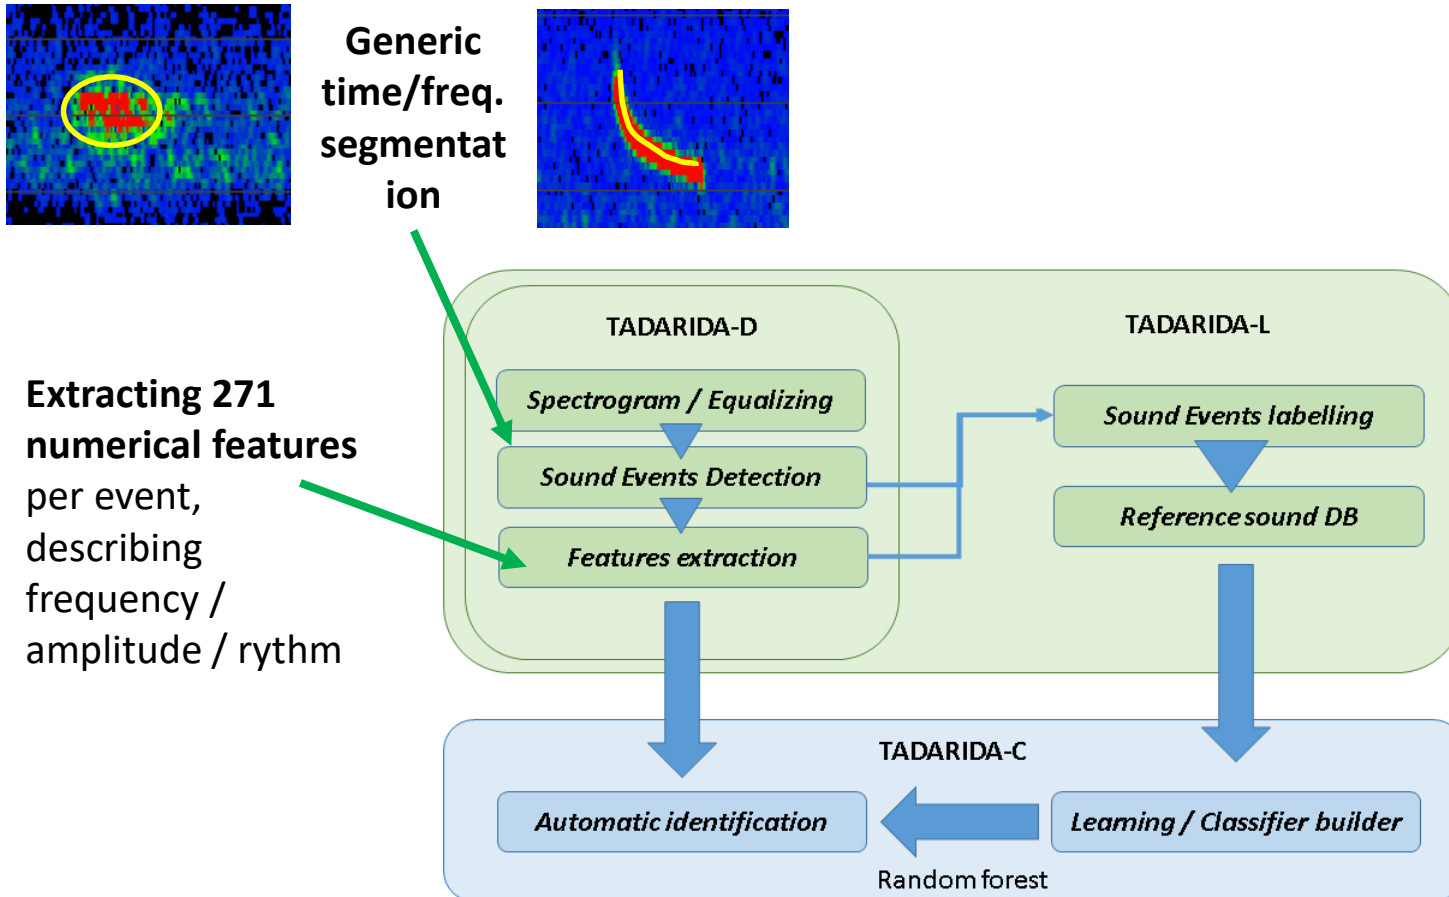 Generic
time/freq.
segmentat
ion
Extracting 271
numerical features
per event,
describing
frequency /
amplitude / rythm
TADARIDA-D
Spectrogram / Equalizing
Sound Events Detection
Features extraction
TADARIDA-L
Sound Events labelling
Reference sound DB
TADARIDA-C
Automatic identification
Learning / Classifier builder
Random forest